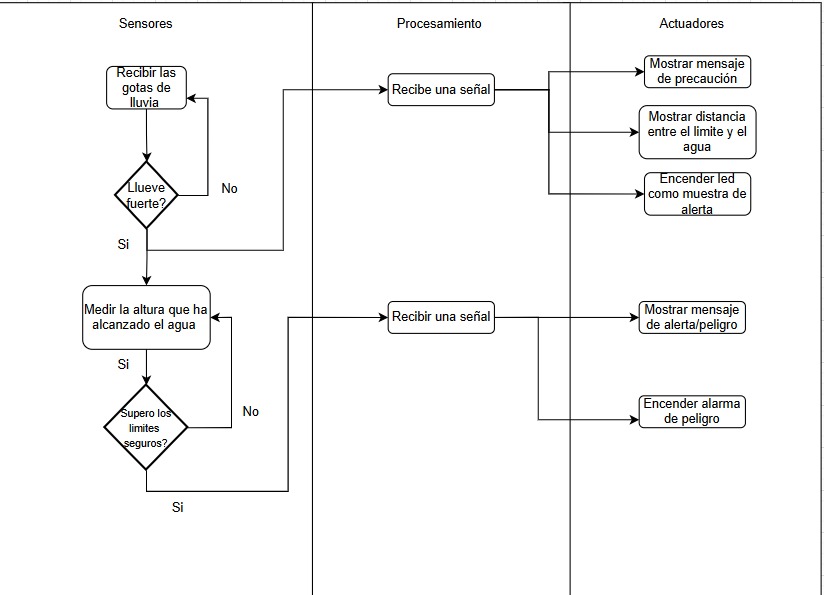 Sensores
Procesamiento
Actuadores
Recibir las
gotas de
lluvia
Llueve
fuerte?
No
Si
Medir la altura que ha
alcanzado el agua
Si
Supero los
limites
seguros?
No
Si
Recibe una señal
Recibir una señal
Mostrar mensaje
de precaución
Mostrar distancia
entre el limite y el
agua
Encender led
como muestra de
alerta
Mostrar mensaje
de alerta/peligro
Encender alarma
de peligro